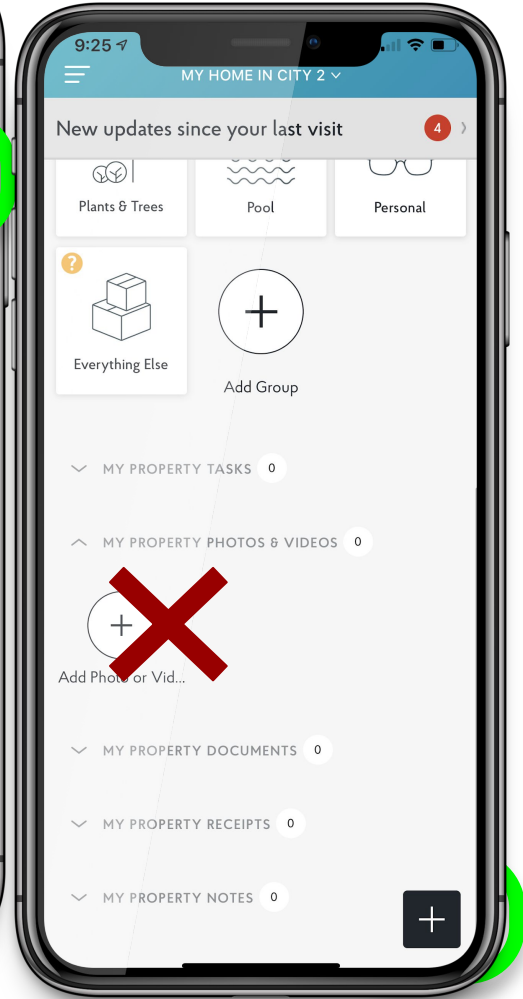 9:25
MY HOME IN CITY 2
New updates since your last visit 4
Plants & Trees
Pool
Personal
?
Everything Else
Add Group
MY PROPERTY TASKS 0
MY PROPERTY PHOTOS & VIDEOS 0
Add Photo or Vid...
MY PROPERTY DOCUMENTS 0
MY PROPERTY RECEIPTS 0
MY PROPERTY NOTES 0